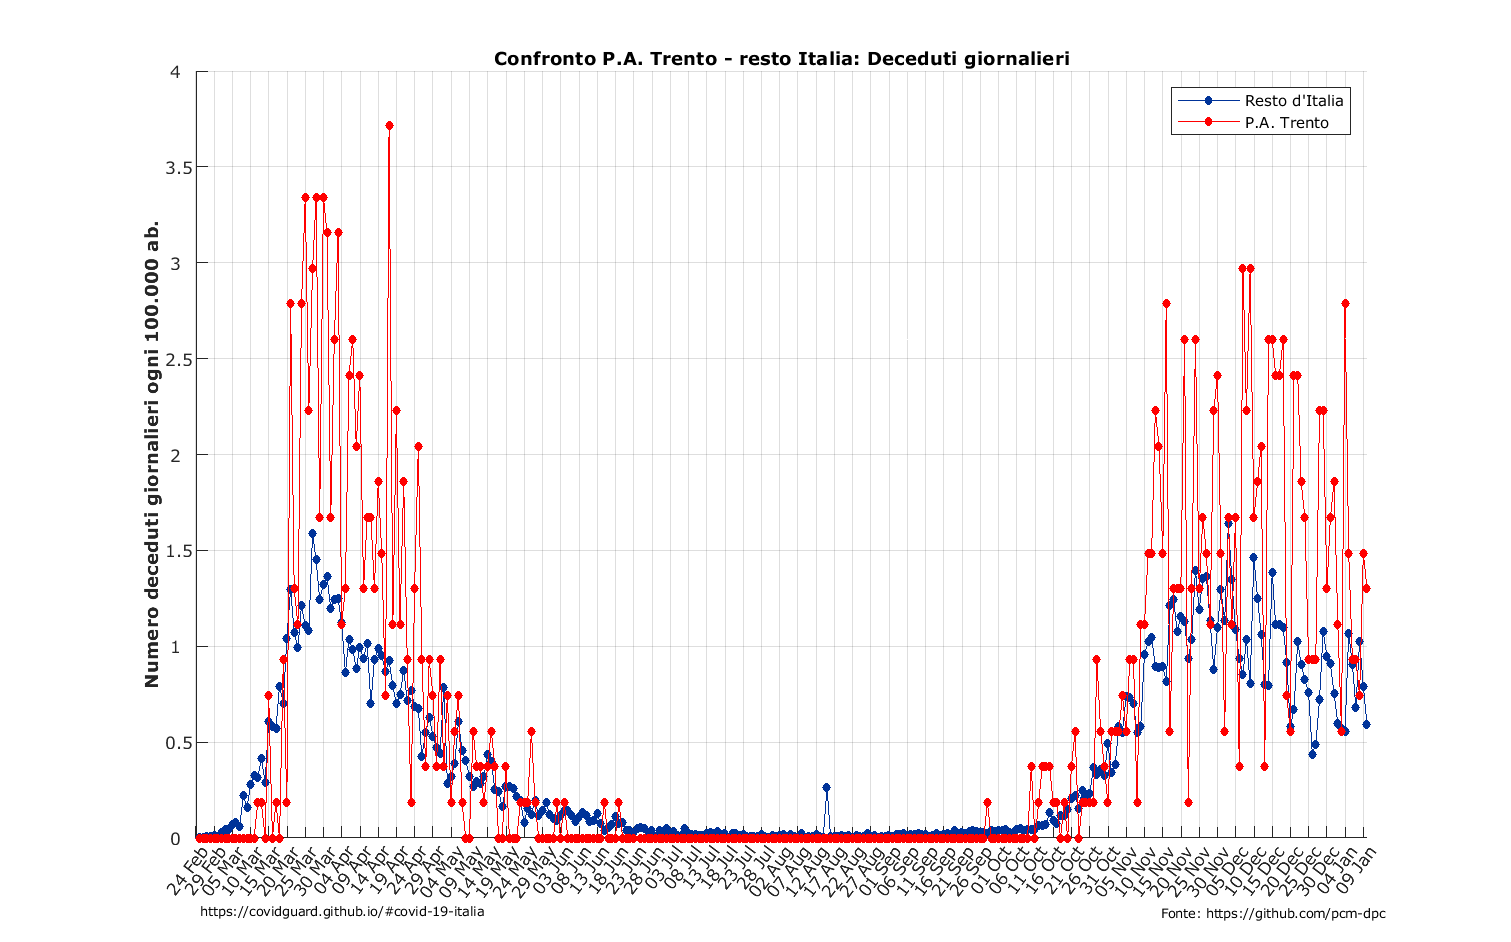 Confronto P.A. Trento - resto Italia: Deceduti giornalieri
Resto d'Italia
P.A. Trento
Numero deceduti giornalieri ogni 100.000 ab.
4
3.5
3
2.5
2
1.5
1
0.5
0
24 Feb
29 Feb
05 Mar
10 Mar
15 Mar
20 Mar
25 Mar
30 Mar
04 Apr
09 Apr
14 Apr
19 Apr
24 Apr
29 Apr
04 May
09 May
14 May
19 May
24 May
29 May
03 Jun
08 Jun
13 Jun
18 Jun
23 Jun
28 Jun
03 Jul
08 Jul
13 Jul
18 Jul
23 Jul
28 Jul
02 Aug
07 Aug
12 Aug
17 Aug
22 Aug
27 Aug
01 Sep
06 Sep
11 Sep
16 Sep
21 Sep
26 Sep
01 Oct
06 Oct
11 Oct
16 Oct
21 Oct
26 Oct
31 Oct
05 Nov
10 Nov
15 Nov
20 Nov
25 Nov
30 Nov
05 Dec
10 Dec
15 Dec
20 Dec
25 Dec
30 Dec
04 Jan
09 Jan
https://covidguard.github.io/#covid-19-italia
Fonte: https://github.com/pcm-dpc